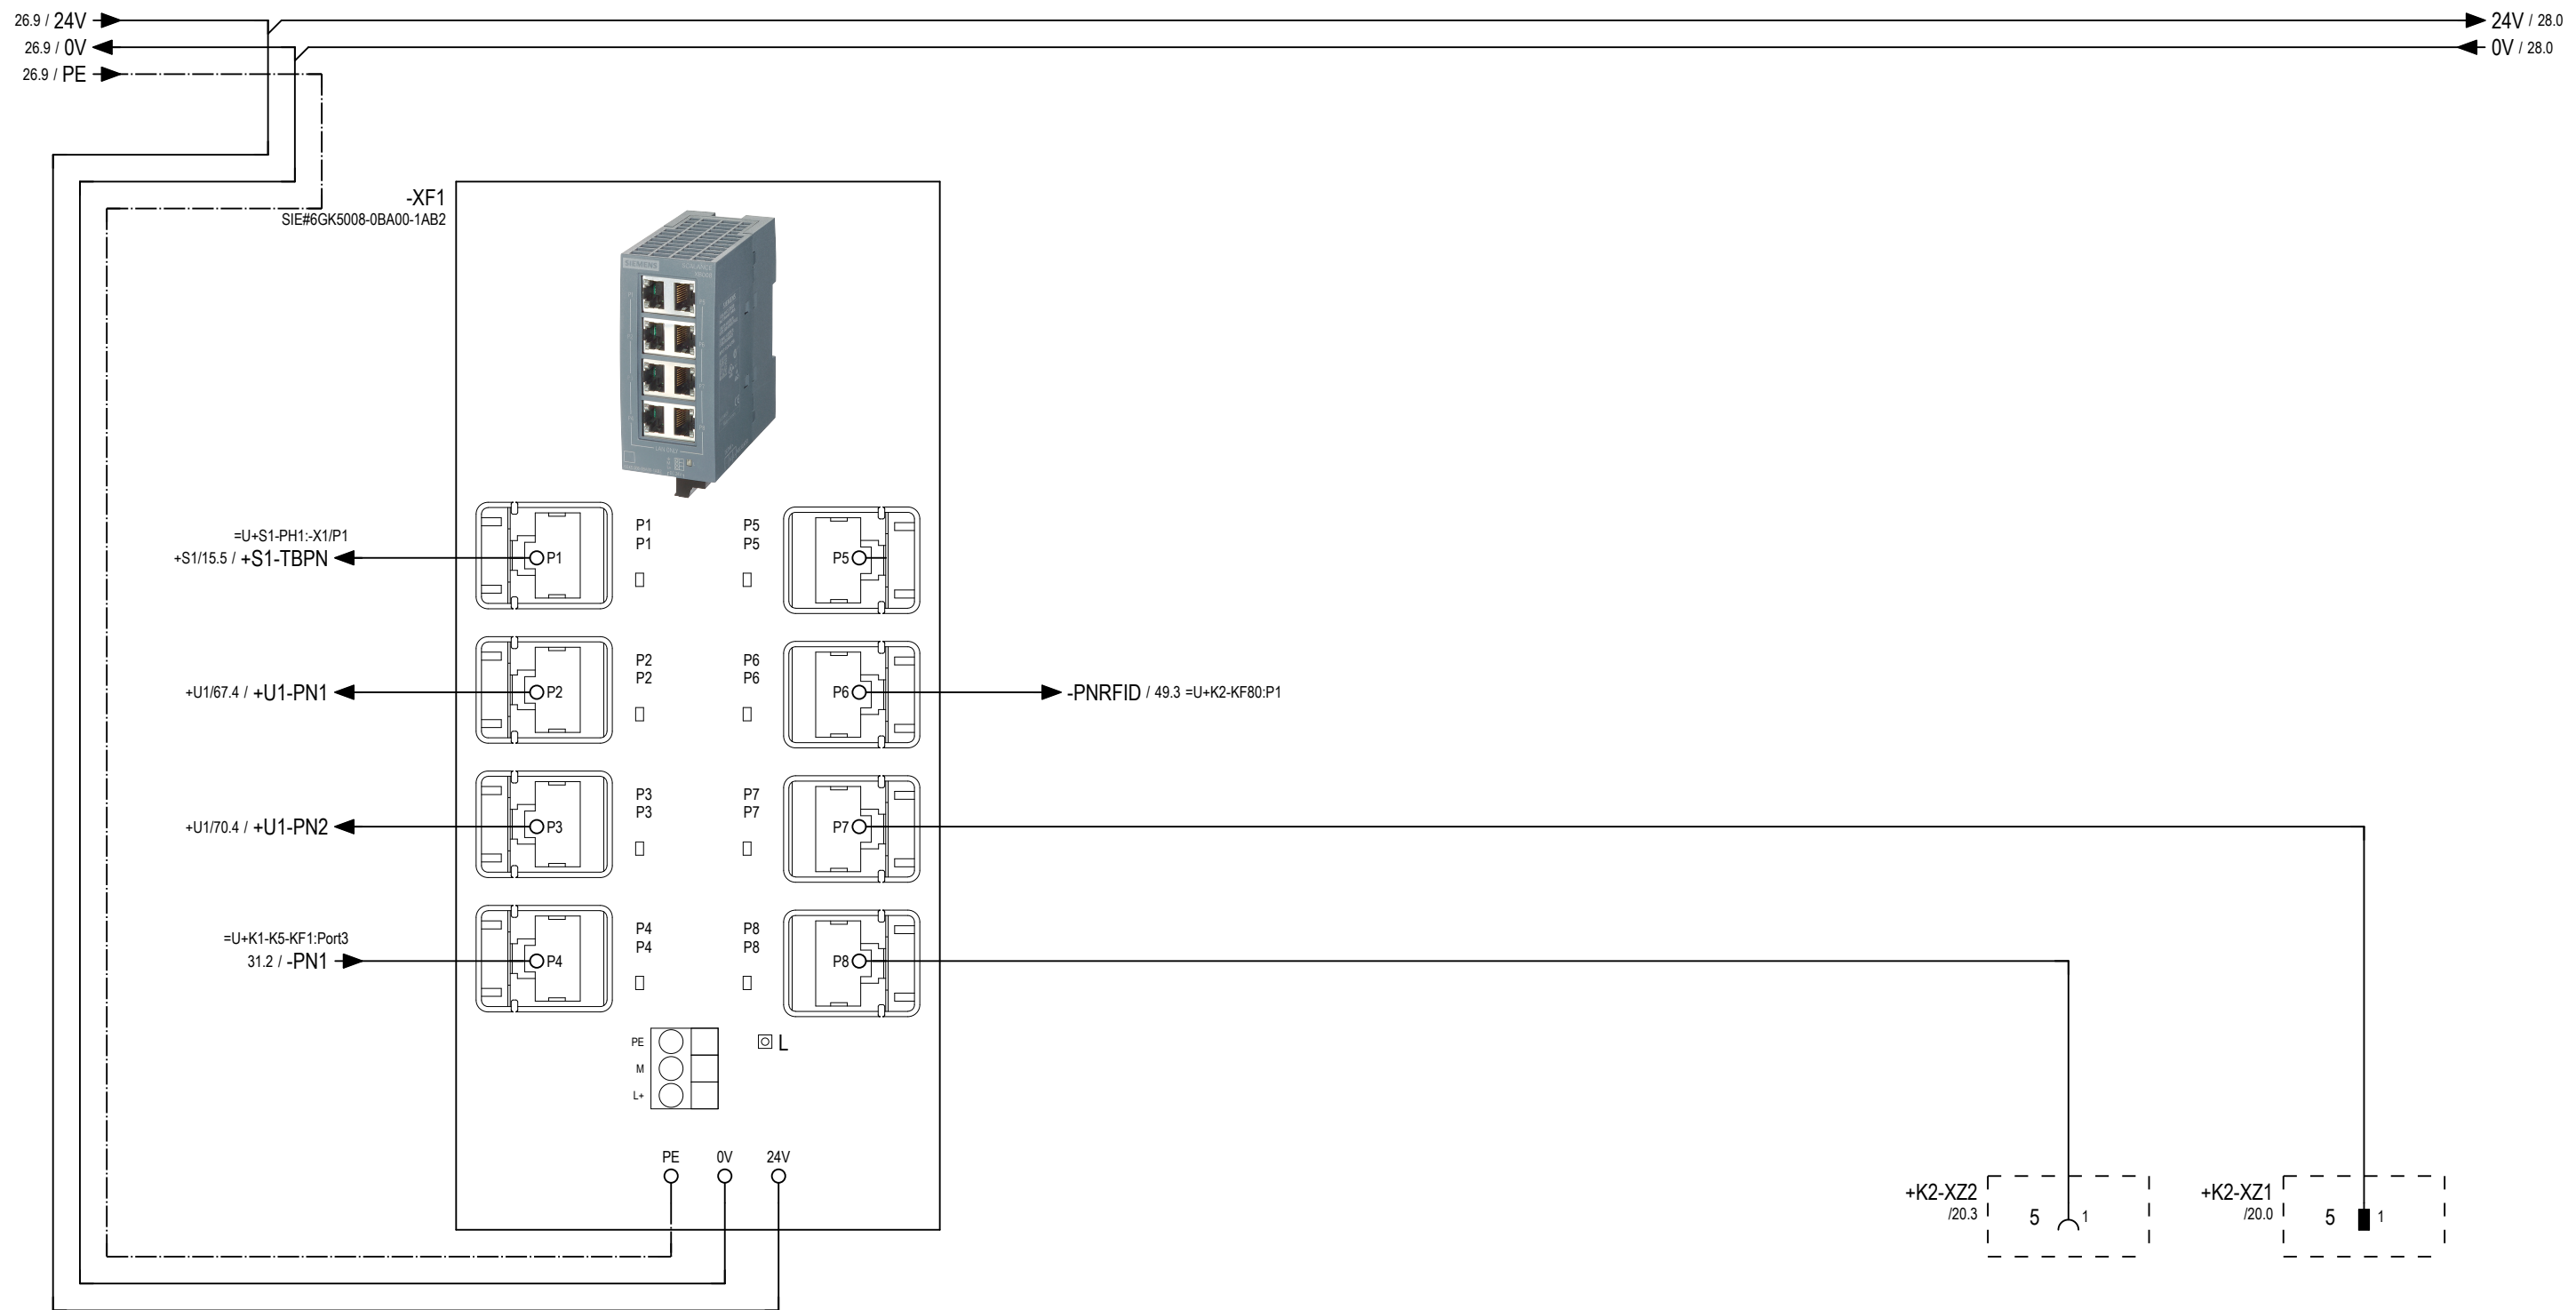 26.9 / 24V
24V / 28.0
26.9 / 0V
0V / 28.0
26.9 / PE
-XF1
SIE#6GK5008-0BA00-1AB2
SIEMENS
=U+S1-PH1:-X1/P1
+S1/15.5 / +S1-TBPN
P1
P1
P1
P5
P5
P5
+U1/67.4 / +U1-PN1
P2
P2
P2
P6
P6
P6
-PNRFID / 49.3 =U+K2-KF80:P1
+U1/70.4 / +U1-PN2
P3
P3
P3
P7
P7
P7
=U+K1-K5-KF1:Port3
31.2 / -PN1
P4
P4
P4
P8
P8
P8
PE
M
L+
L
PE
0V
24V
+K2-XZ2
/20.3
5
1
+K2-XZ1
/20.0
5
1